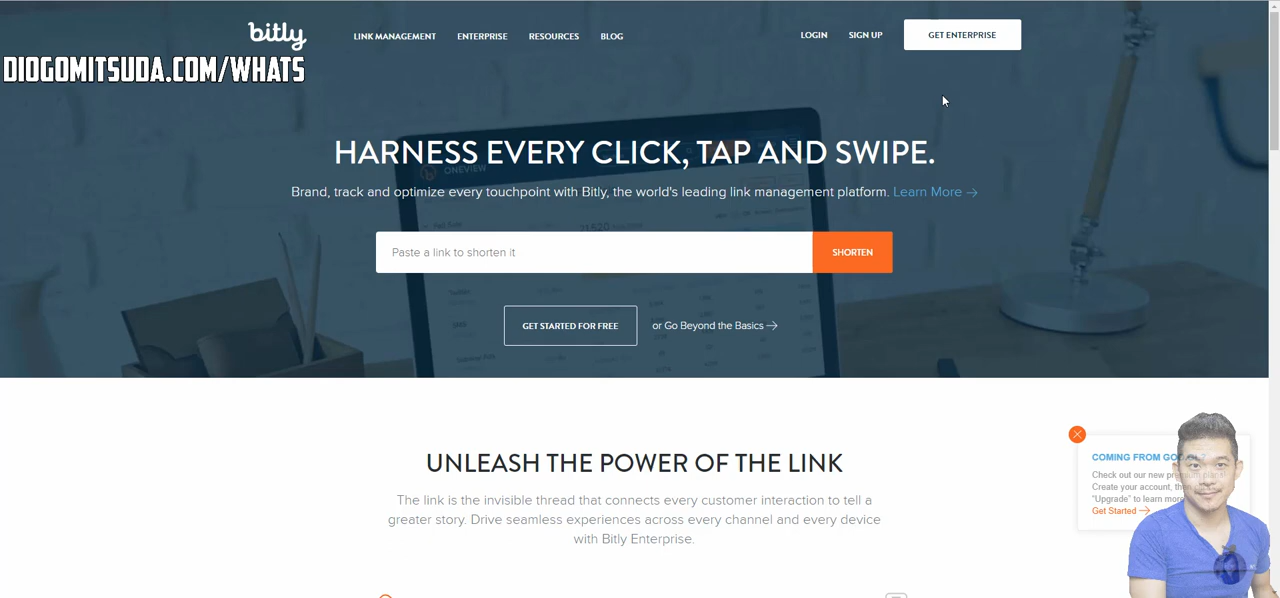 bitly
LINK MANAGEMENT
ENTERPRISE
RESOURCES
BLOG
LOGIN
SIGN UP
GET ENTERPRISE
DIOGOMITSUDA.COM/WHATS
HARNESS EVERY CLICK, TAP AND SWIPE.
ONEVIEW
Brand, track and optimize every touchpoint with Bitly, the world's leading link management platform. Learn More →
Paste a link to shorten it
SHORTEN
GET STARTED FOR FREE
or Go Beyond the Basics →
UNLEASH THE POWER OF THE LINK
The link is the invisible thread that connects every customer interaction to tell a
greater story. Drive seamless experiences across every channel and every device
with Bitly Enterprise.
COMING FROM
Check out our new premium plans!
Create your account, then
"Upgrade" to learn more
Get Started →